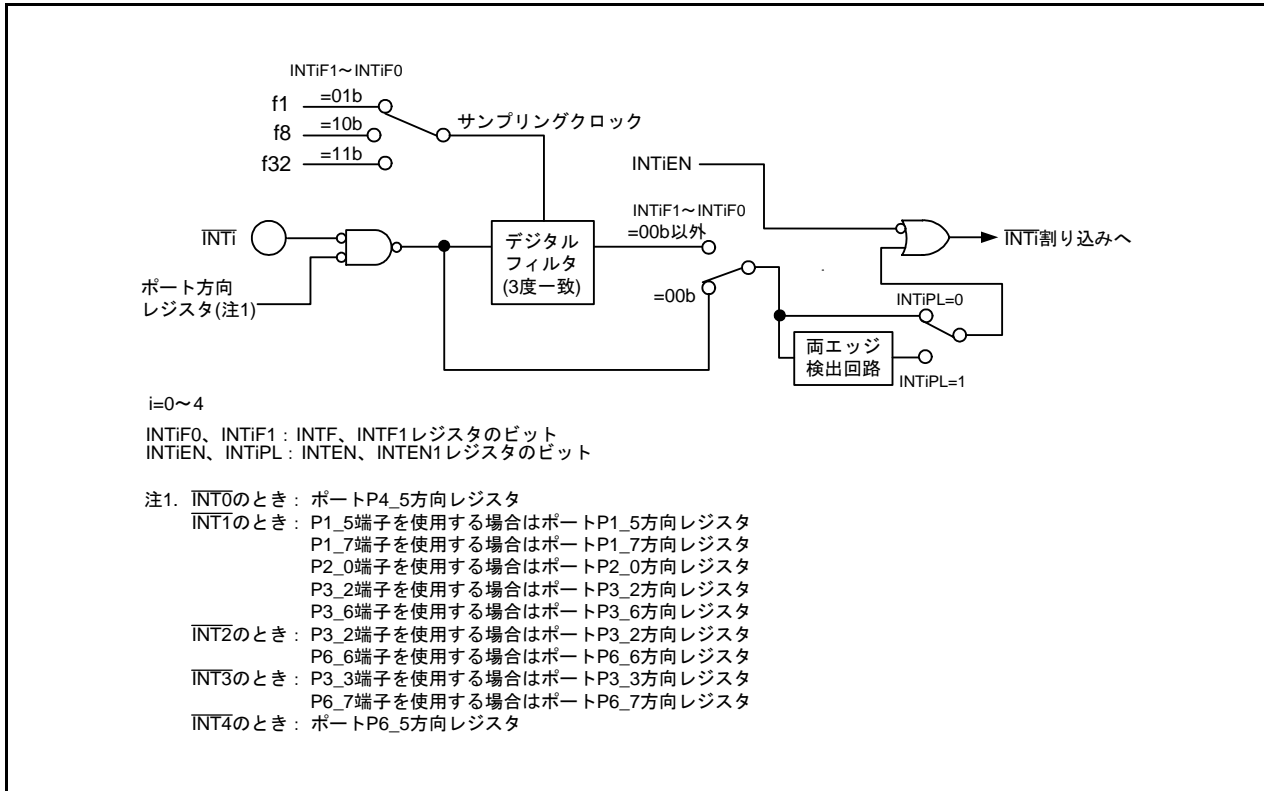 INTiF1～INTiF0
f1 =01b
f8 =10b
f32 =11b
サンプリングクロック
INTiEN
INTi
ポート方向
レジスタ(注1)
デジタル
フィルタ
(3度一致)
INTiF1～INTiF0
=00b以外
=00b
INTi割り込みへ
INTiPL=0
両エッジ
検出回路
INTiPL=1
i=0～4
INTiF0、INTiF1：INTF、INTF1レジスタのビット
INTiEN、INTiPL：INTEN、INTEN1レジスタのビット
注1. INT0のとき：ポートP4_5方向レジスタ
INT1のとき：P1_5端子を使用する場合はポートP1_5方向レジスタ
P1_7端子を使用する場合はポートP1_7方向レジスタ
P2_0端子を使用する場合はポートP2_0方向レジスタ
P3_2端子を使用する場合はポートP3_2方向レジスタ
P3_6端子を使用する場合はポートP3_6方向レジスタ
INT2のとき：P3_2端子を使用する場合はポートP3_2方向レジスタ
P6_6端子を使用する場合はポートP6_6方向レジスタ
INT3のとき：P3_3端子を使用する場合はポートP3_3方向レジスタ
P6_7端子を使用する場合はポートP6_7方向レジスタ
INT4のとき：ポートP6_5方向レジスタ